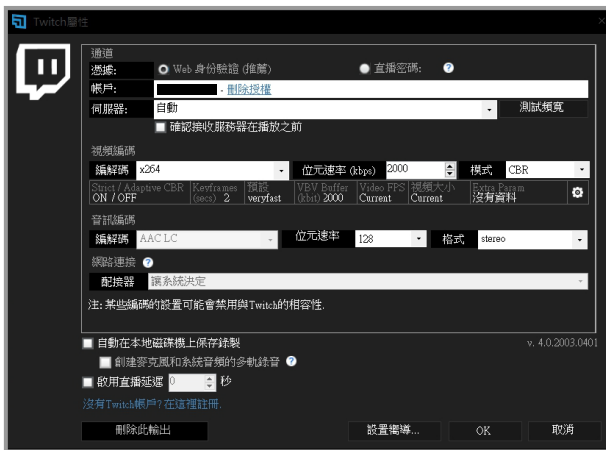 Twitch屬性
通道
憑據: Web 身份驗證 (推薦) 直播密碼: ?
帳戶: - 刪除授權
伺服器: 自動 測試頻寬
確認接收服務器在播放之前
視頻編碼
編解碼 x264 位元速率 (kbps) 2000 模式 CBR
Strict / Adaptive CBR Keyframes 預設 VBV Buffer Video FPS 視頻大小 Extra Param
ON / OFF (secs) 2 veryfast (kbit) 2000 Current Current 沒有資料
音訊編碼
編解碼 AAC LC 位元速率 128 格式 stereo
網路連接 ?
配接器 讓系統決定
注: 某些編碼的設置可能會禁用與Twitch的相容性.
自動在本地磁碟機上保存錄製 v. 4.0.2003.0401
創建麥克風和系統音頻的多軌錄音 ?
啟用直播延遲 0 秒
沒有Twitch帳戶? 在這裡註冊.
刪除此輸出 設置嚮導... OK 取消